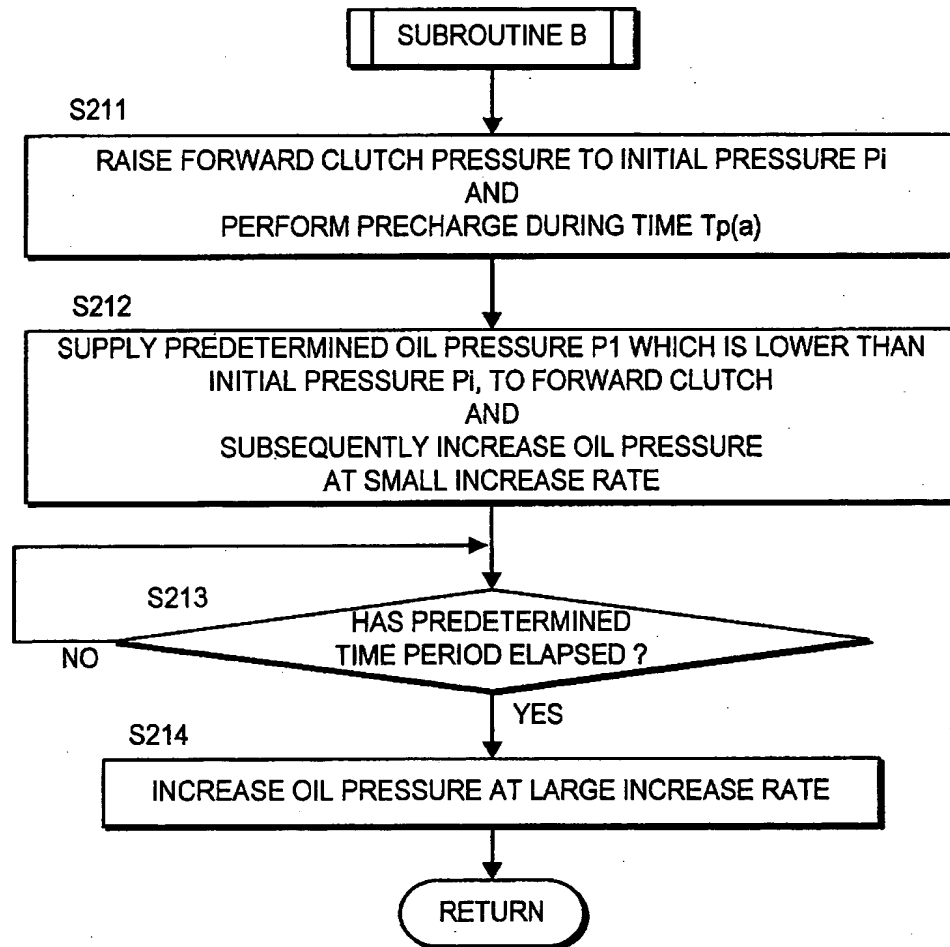 SUBROUTINE B
S211
RAISE FORWARD CLUTCH PRESSURE TO INITIAL PRESSURE Pi
AND
PERFORM PRECHARGE DURING TIME Tp(a)
S212
SUPPLY PREDETERMINED OIL PRESSURE P1 WHICH IS LOWER THAN
INITIAL PRESSURE Pi, TO FORWARD CLUTCH
AND
SUBSEQUENTLY INCREASE OIL PRESSURE
AT SMALL INCREASE RATE
S213
HAS PREDETERMINED
TIME PERIOD ELAPSED ?
NO
YES
S214
INCREASE OIL PRESSURE AT LARGE INCREASE RATE
RETURN